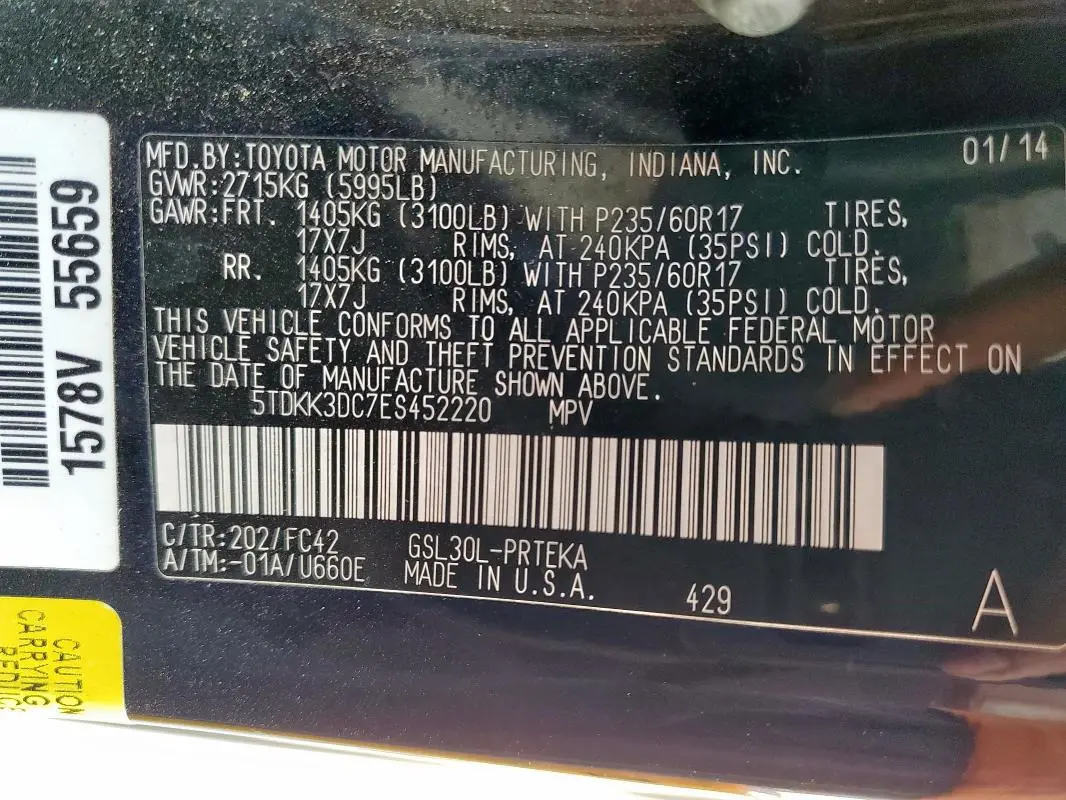 MFD.BY:TOYOTA MOTOR MANUFACTURING, INDIANA, INC. 01/14
GVWR:2715KG (5995LB)
GAWR:FRT. 1405KG (3100LB) WITH P235/60R17 TIRES,
17X7J RIMS, AT 240KPA (35PSI) COLD.
RR. 1405KG (3100LB) WITH P235/60R17 TIRES,
17X7J RIMS, AT 240KPA (35PSI) COLD.
THIS VEHICLE CONFORMS TO ALL APPLICABLE FEDERAL MOTOR
VEHICLE SAFETY AND THEFT PREVENTION STANDARDS IN EFFECT ON
THE DATE OF MANUFACTURE SHOWN ABOVE.
5TDKK3DC7ES452220 MPV
C/TR:202/FC42 GSL30L-PRTEKA
A/TM:-01A/U660E MADE IN U.S.A. 429 A
1578V 55659
CAUTION
CARRYING